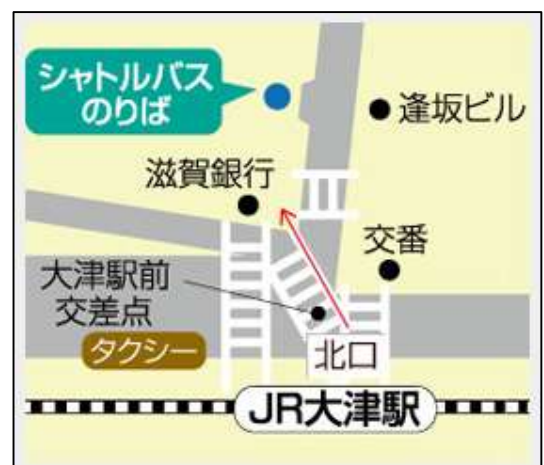 シャトルバス
のりば
逢坂ビル
滋賀銀行
交番
大津駅前
交差点
タクシー
北口
JR大津駅